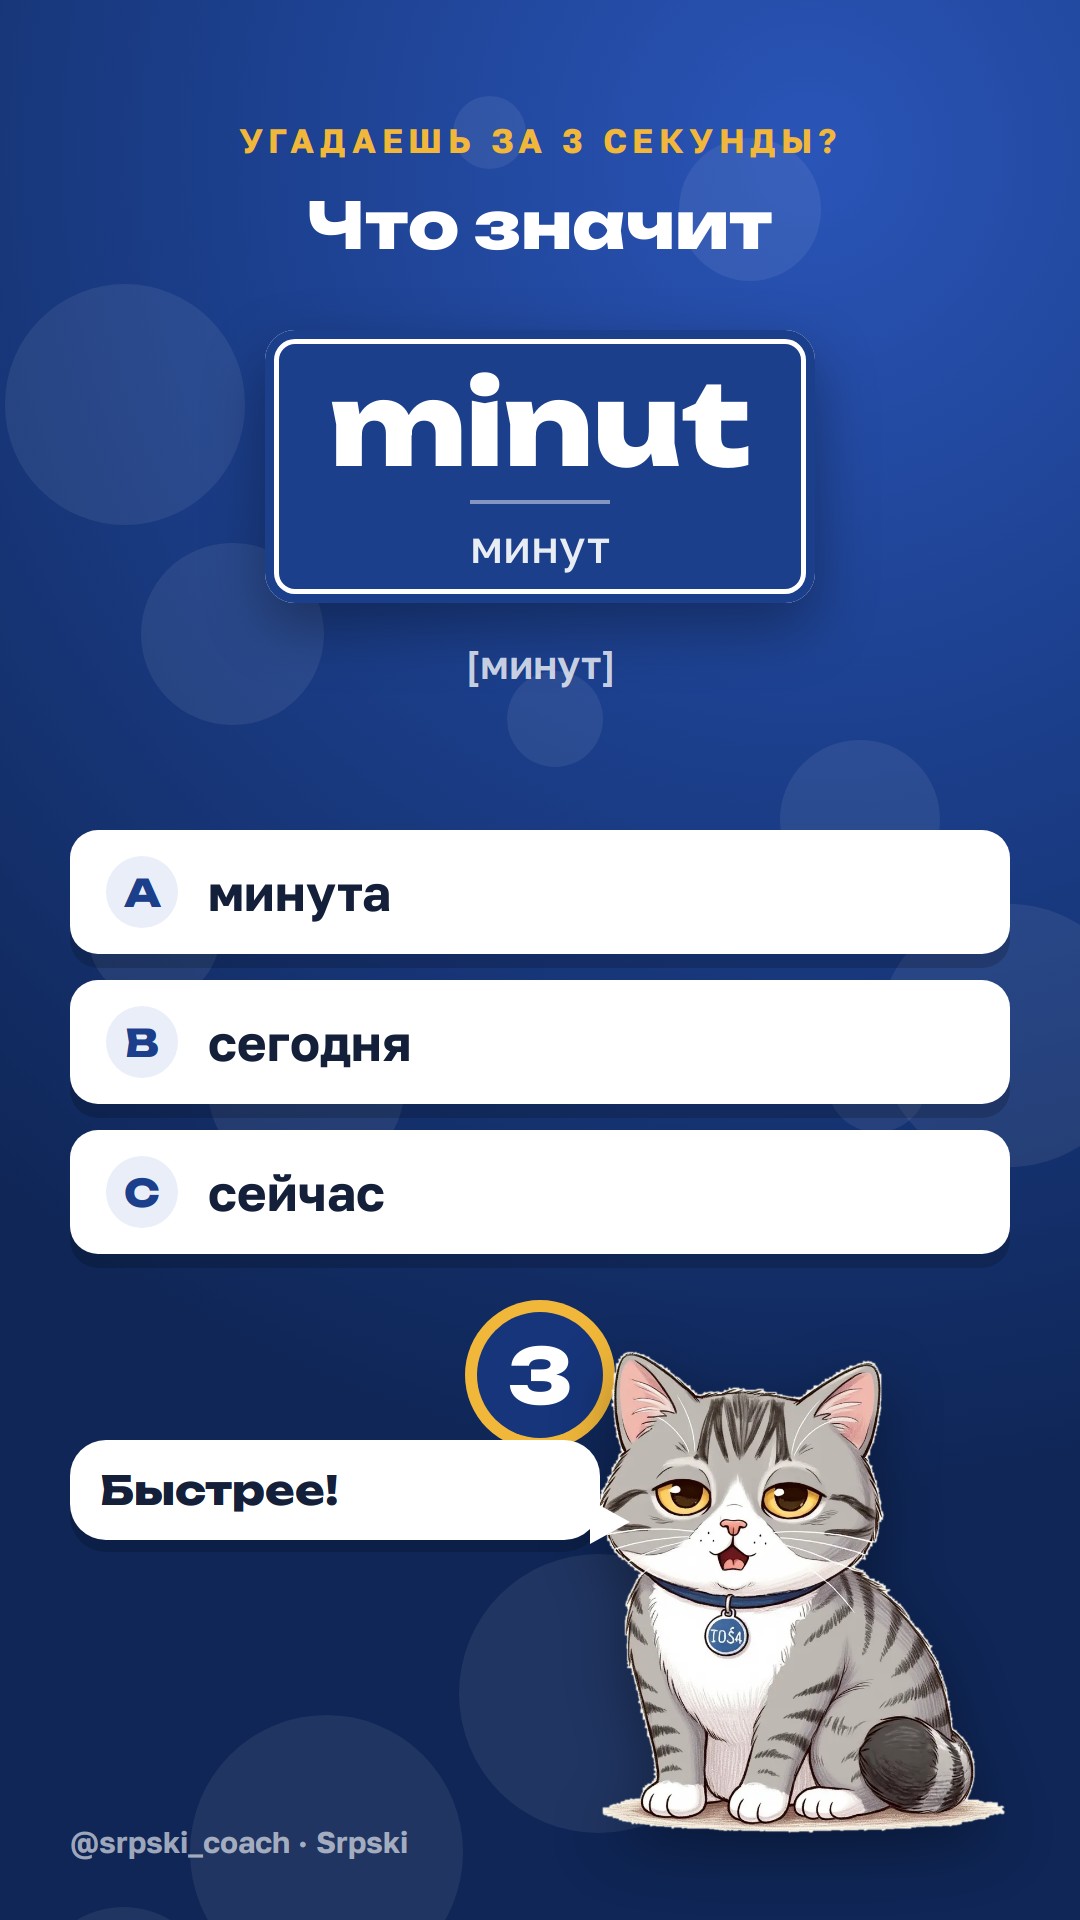 УГАДАЕШЬ ЗА 3 СЕКУНДЫ?
Что значит
minut
минут
[минут]
A минута
B сегодня
C сейчас
3
Быстрее!
TOŠA
@srpski_coach · Srpski